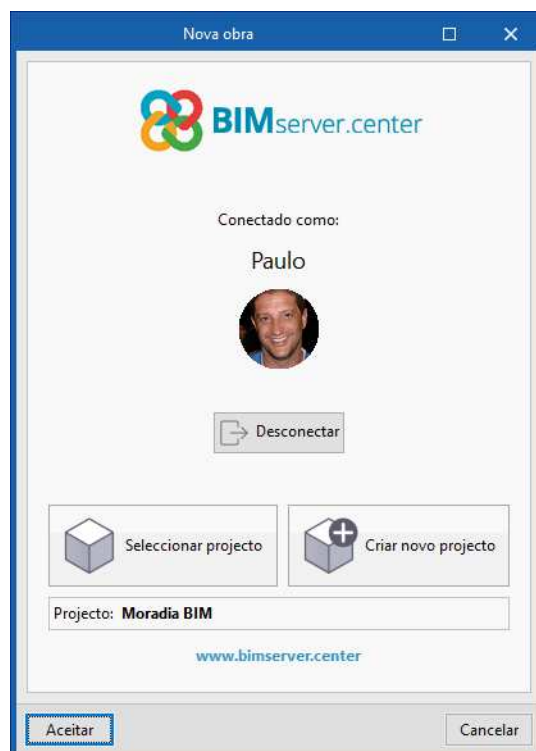 Nova obra
BIMserver.center
Conectado como:
Paulo
Desconectar
Seleccionar projecto
Criar novo projecto
Projecto: Moradia BIM
www.bimserver.center
Aceitar
Cancelar